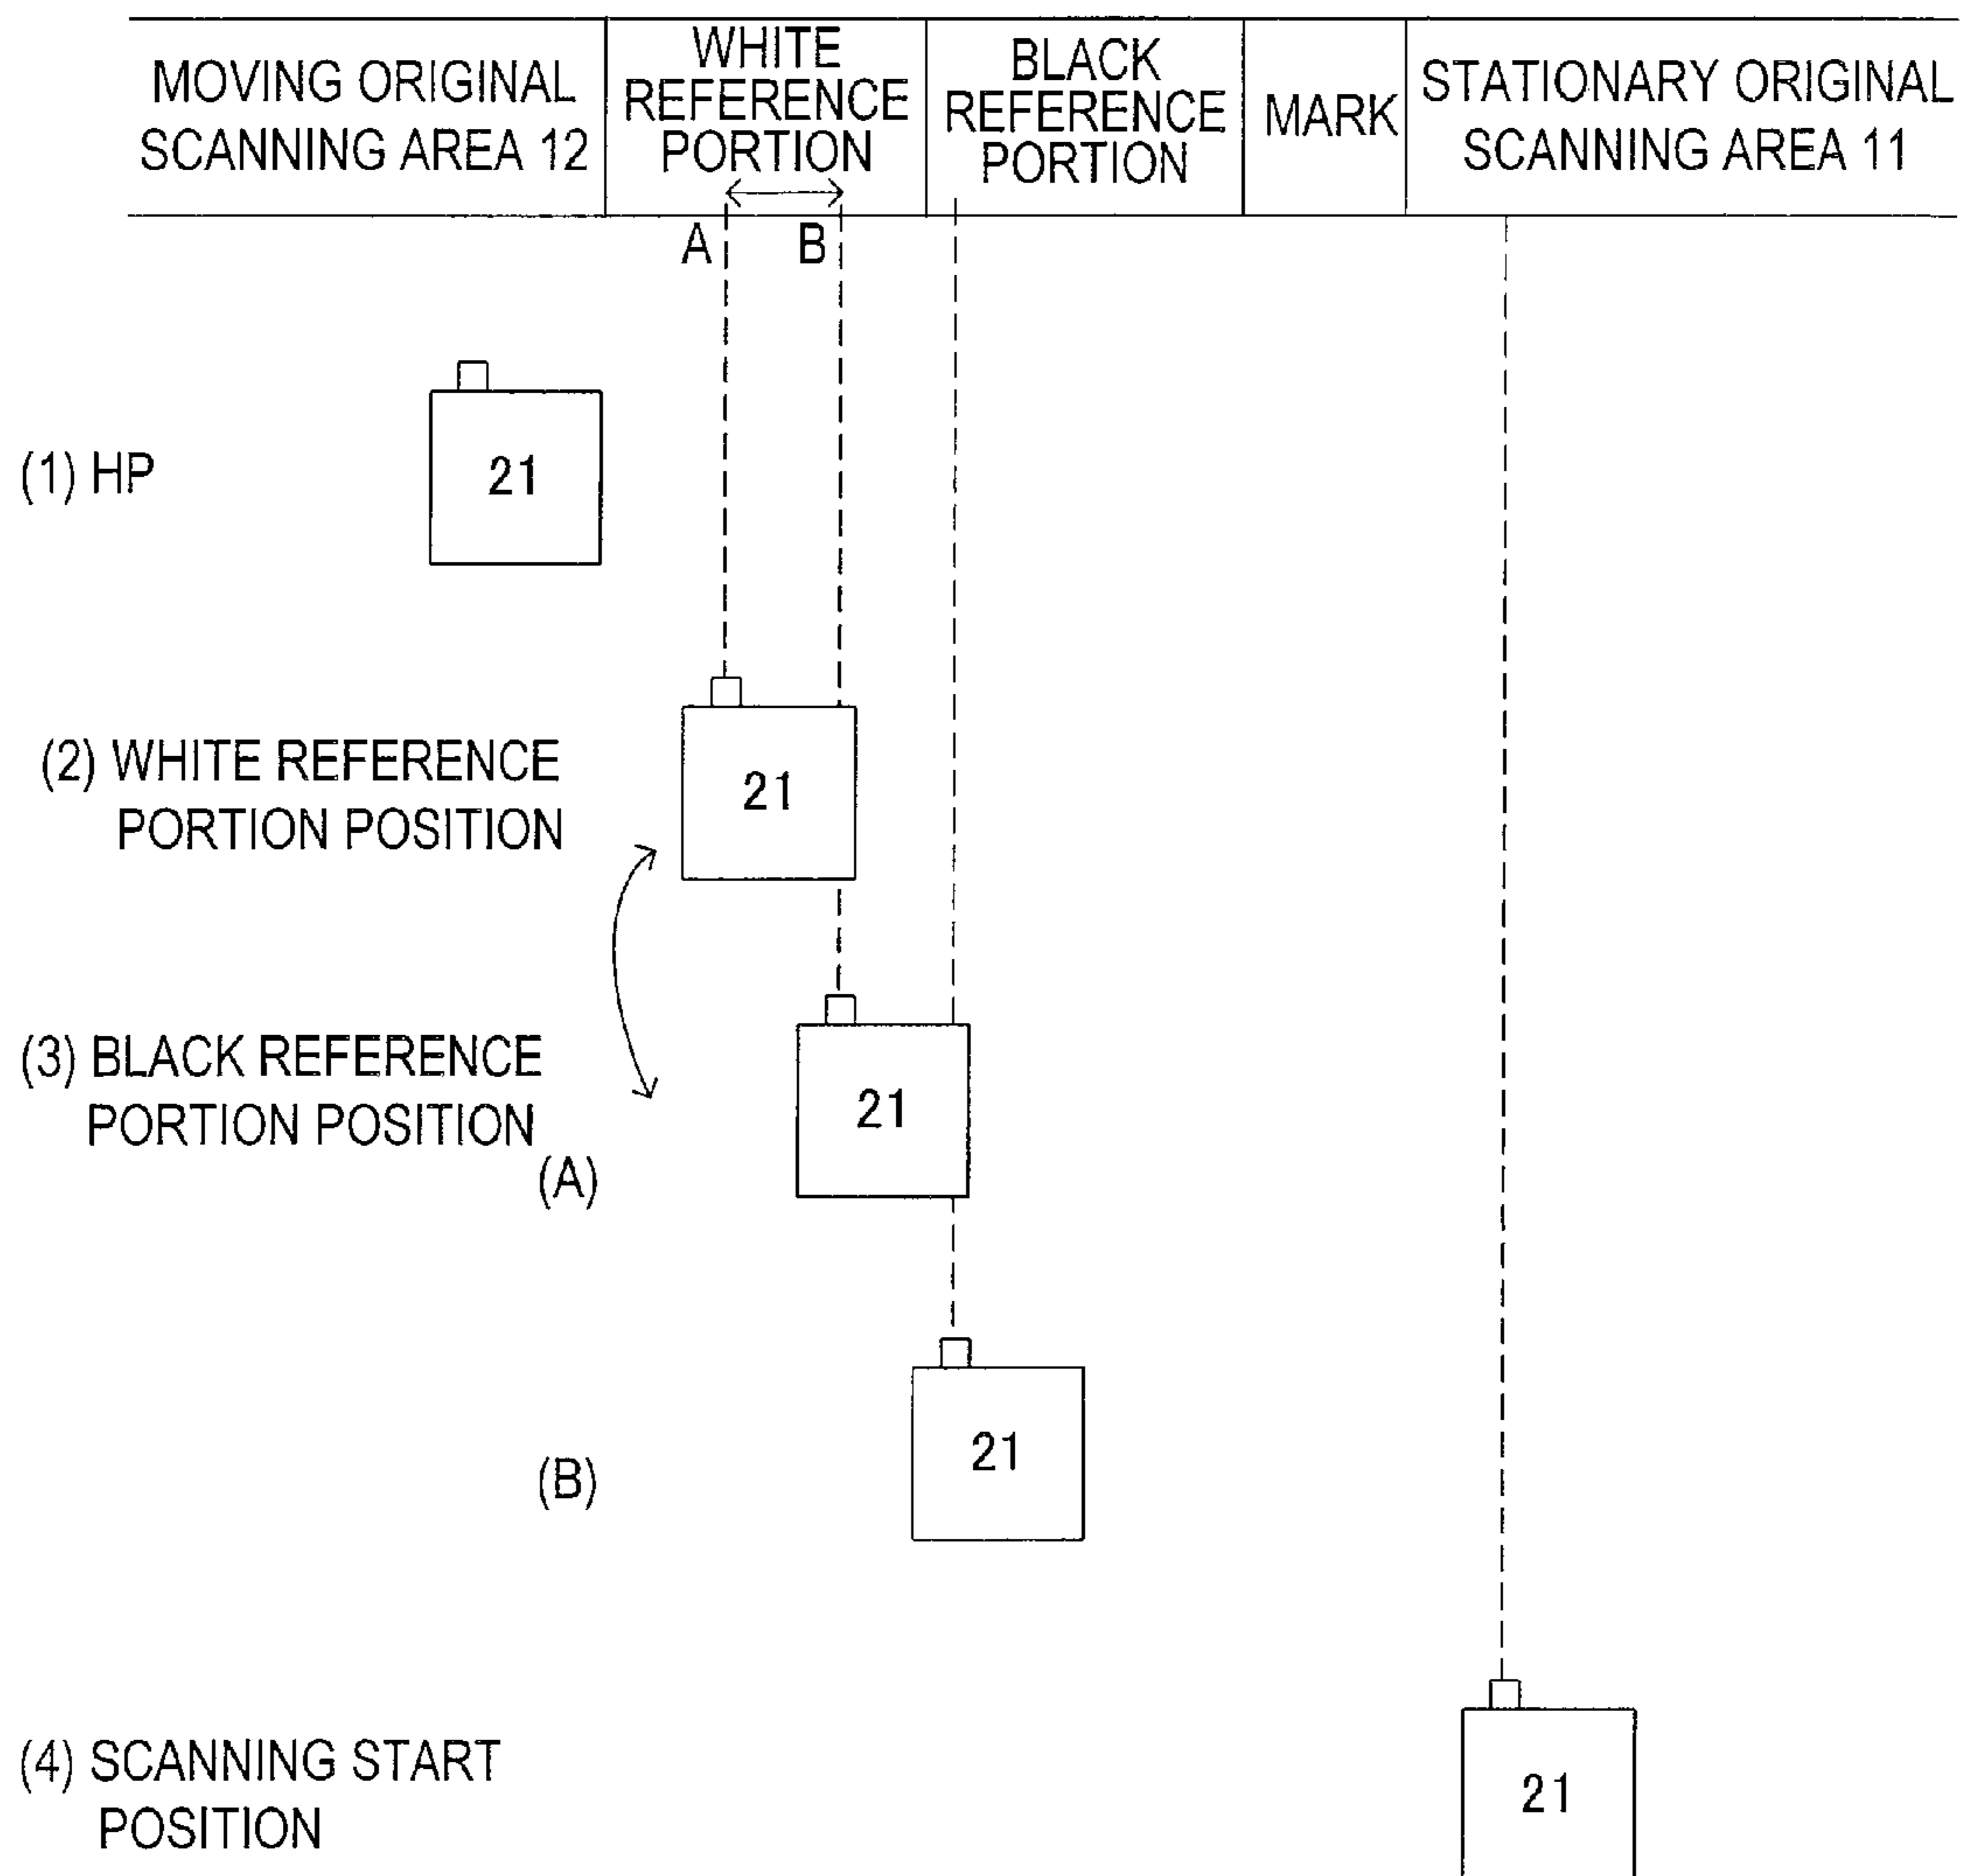 MOVING ORIGINAL
SCANNING AREA 12
WHITE
REFERENCE
PORTION
BLACK
REFERENCE
PORTION
MARK
STATIONARY ORIGINAL
SCANNING AREA 11
A
B
(1) HP
21
(2) WHITE REFERENCE
PORTION POSITION
21
(3) BLACK REFERENCE
PORTION POSITION
(A)
21
(B)
21
(4) SCANNING START
POSITION
21